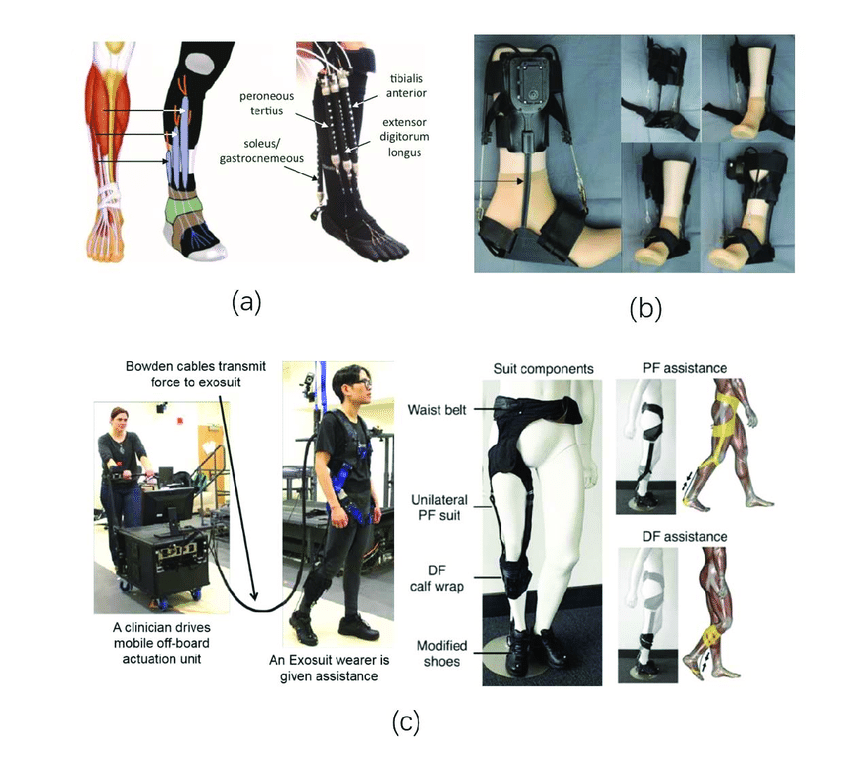 peroneous
tertius
soleus/
gastrocnemeous
tibialis
anterior
extensor
digitorum
longus
(a)
(b)
Bowden cables transmit
force to exosuit
A clinician drives
mobile off-board
actuation unit
An Exosuit wearer is
given assistance
Suit components
Waist belt
Unilateral
PF suit
DF
calf wrap
Modified
shoes
PF assistance
DF assistance
(c)